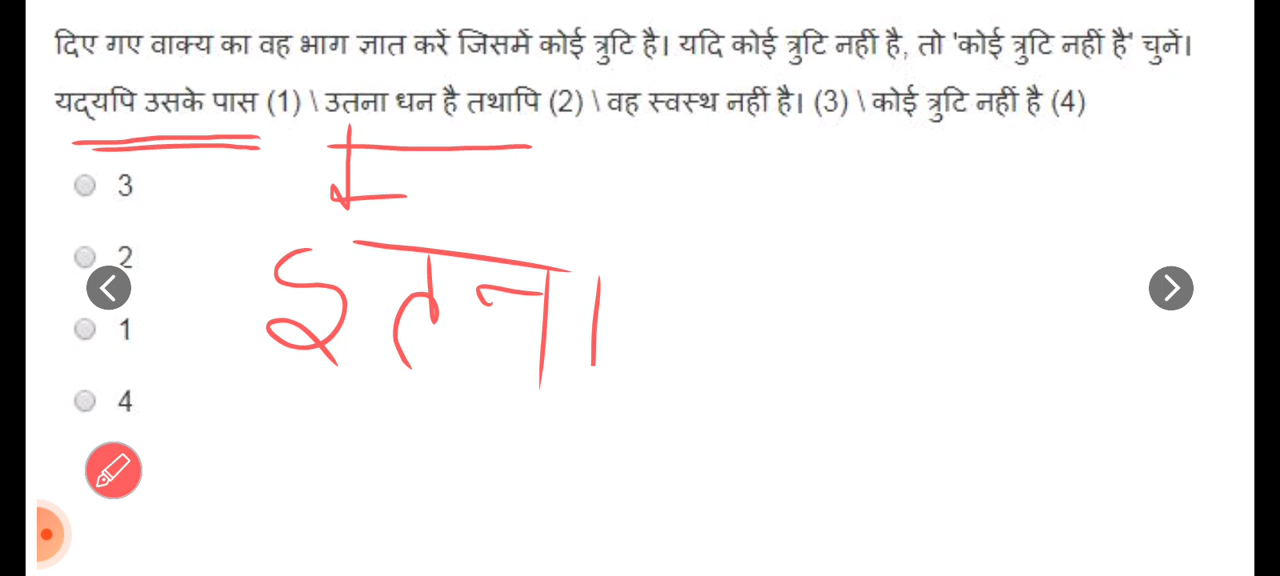 दिए गए वाक्य का वह भाग ज्ञात करें जिसमें कोई त्रुटि है। यदि कोई त्रुटि नहीं है, तो 'कोई त्रुटि नहीं है' चुनें।
यद्यपि उसके पास (1) \ उतना धन है तथापि (2) \ वह स्वस्थ नहीं है। (3) \ कोई त्रुटि नहीं है (4)
3
2
1
4
इतना